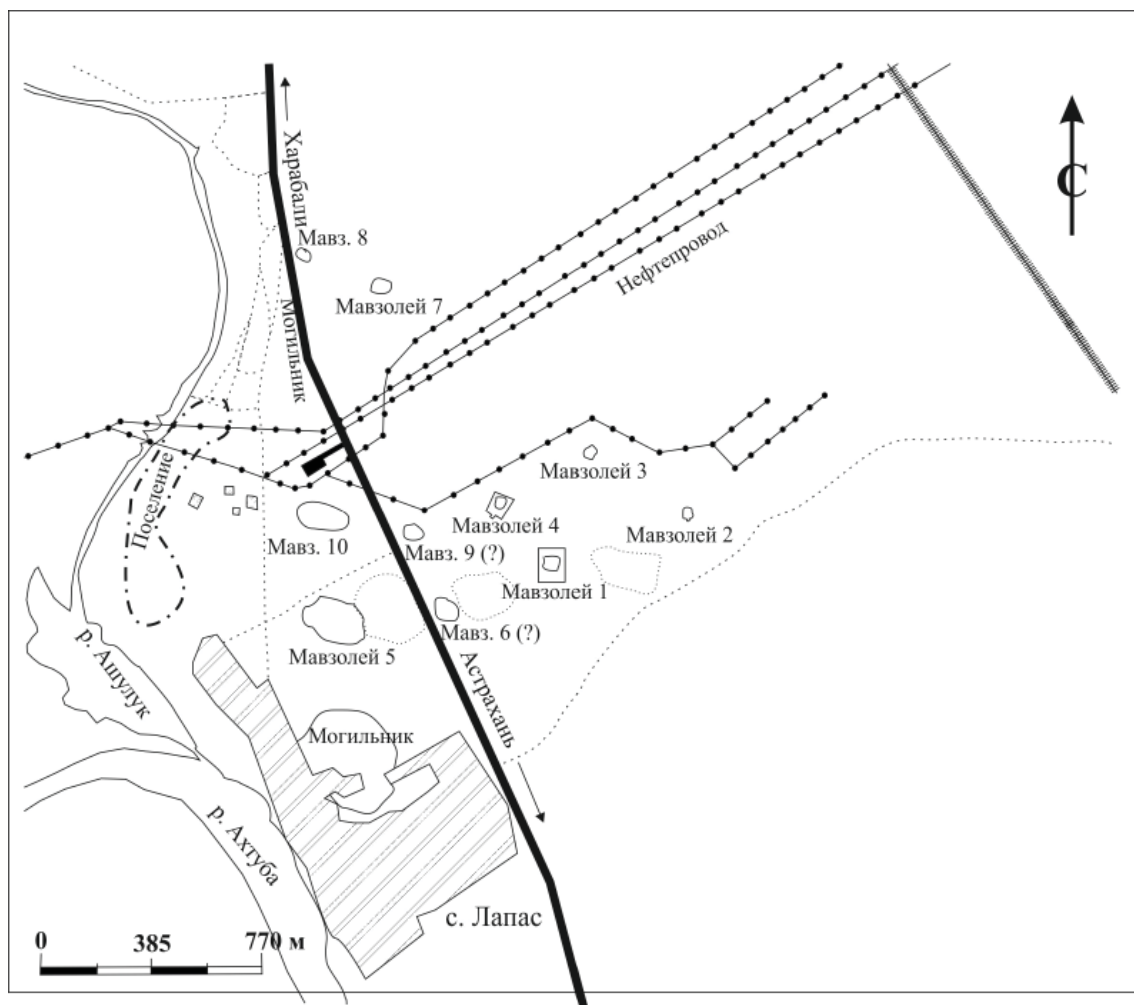 С
Харабали
Мавз. 8
Мавзолей 7
Нефтепровод
Могильник
Мавзолей 3
Поселение
Мавзолей 4
Мавзолей 2
Мавз. 10
Мавз. 9 (?)
Мавзолей 1
Мавз. 6 (?)
Мавзолей 5
р. Ашулук
Астрахань
Могильник
р. Ахтуба
с. Лапас
0 385 770 м